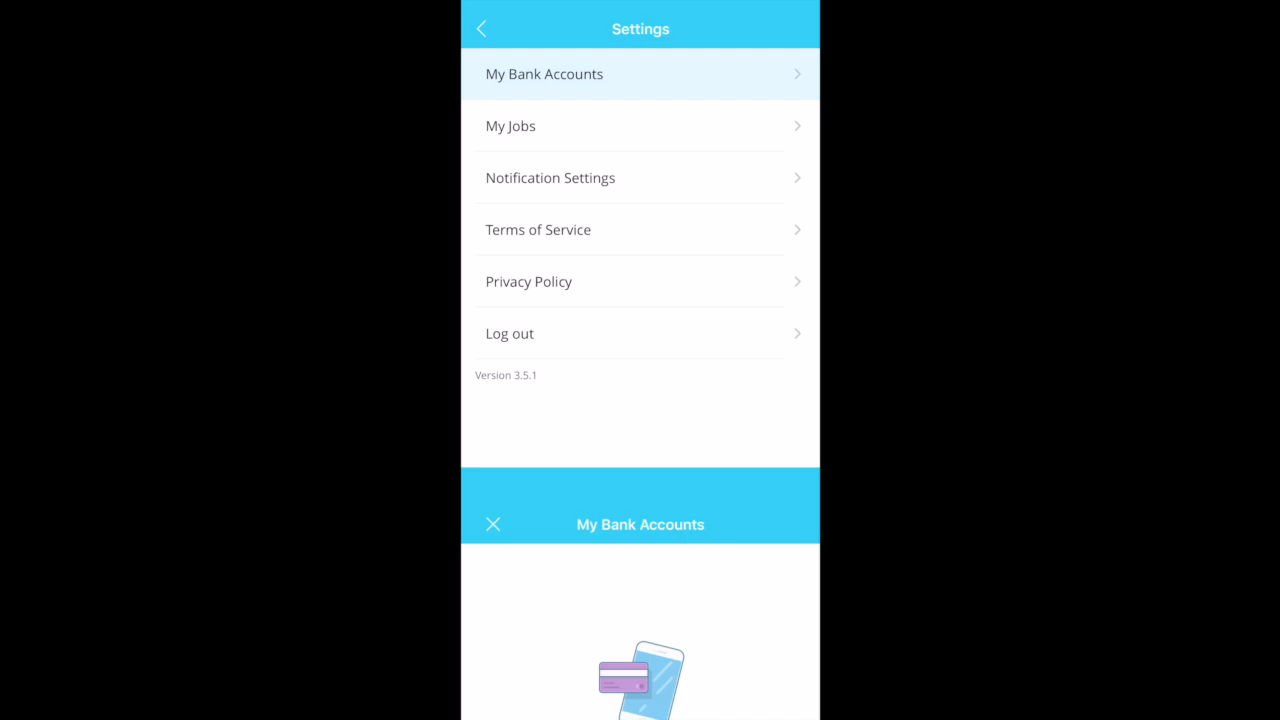 Settings
My Bank Accounts
My Jobs
Notification Settings
Terms of Service
Privacy Policy
Log out
Version 3.5.1
My Bank Accounts